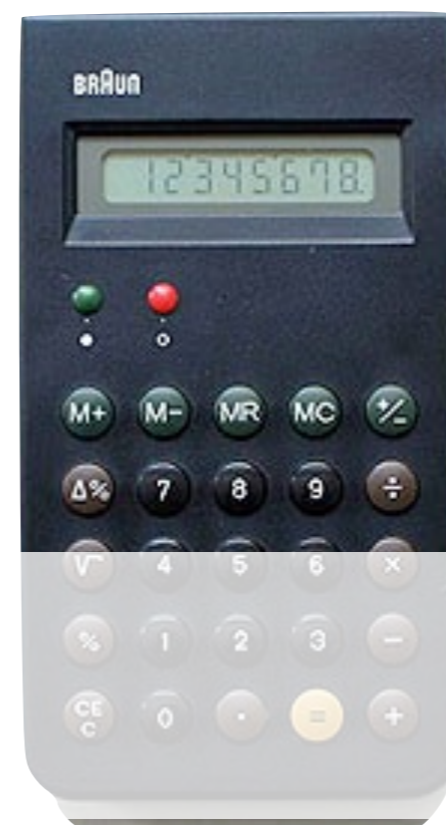 BRAUN
12345678.
M+ M- MR MC +/-
Δ% 7 8 9 ÷
√ 4 5 6 ×
% 1 2 3 −
CE
C 0 · = +